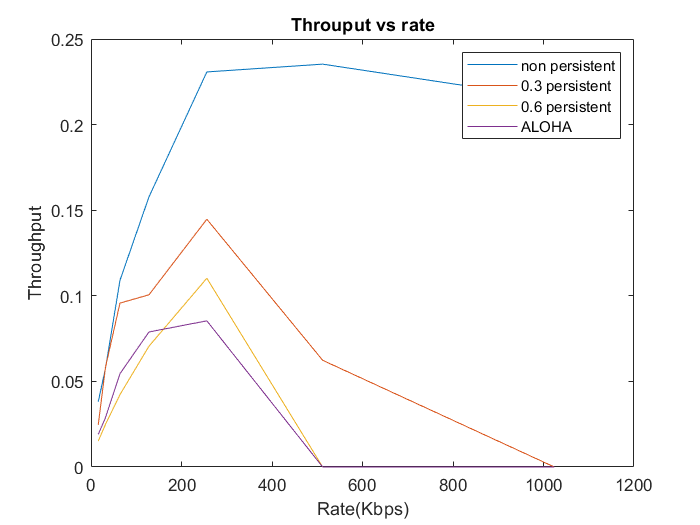 Throuput vs rate
0.25
0.2
0.15
0.1
0.05
0
Throughput
non persistent
0.3 persistent
0.6 persistent
ALOHA
0
200
400
600
800
1000
1200
Rate(Kbps)